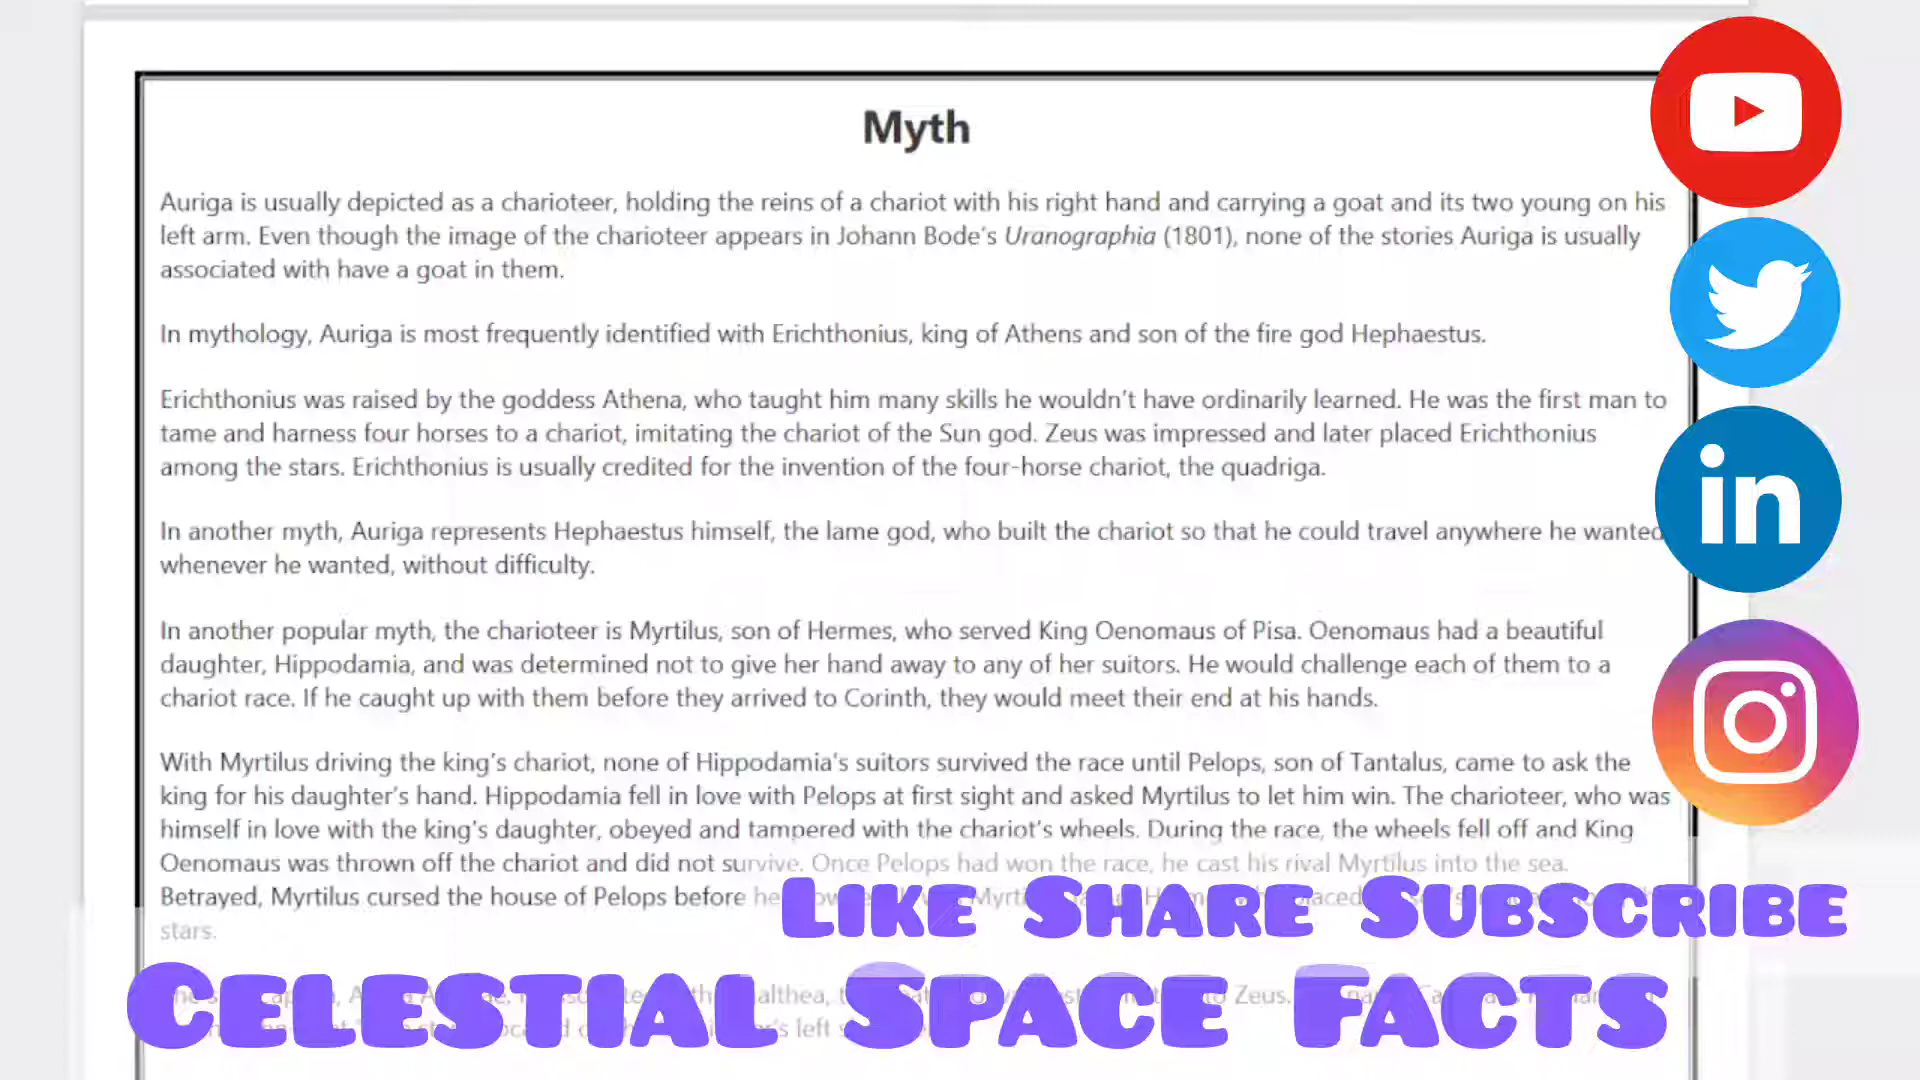 Myth
Auriga is usually depicted as a charioteer, holding the reins of a chariot with his right hand and carrying a goat and its two young on his
left arm. Even though the image of the charioteer appears in Johann Bode's Uranographia (1801), none of the stories Auriga is usually
associated with have a goat in them.
In mythology, Auriga is most frequently identified with Erichthonius, king of Athens and son of the fire god Hephaestus.
Erichthonius was raised by the goddess Athena, who taught him many skills he wouldn't have ordinarily learned. He was the first man to
tame and harness four horses to a chariot, imitating the chariot of the Sun god. Zeus was impressed and later placed Erichthonius
among the stars. Erichthonius is usually credited for the invention of the four-horse chariot, the quadriga.
In another myth, Auriga represents Hephaestus himself, the lame god, who built the chariot so that he could travel anywhere he wanted
whenever he wanted, without difficulty.
In another popular myth, the charioteer is Myrtilus, son of Hermes, who served King Oenomaus of Pisa. Oenomaus had a beautiful
daughter, Hippodamia, and was determined not to give her hand away to any of her suitors. He would challenge each of them to a
chariot race. If he caught up with them before they arrived to Corinth, they would meet their end at his hands.
With Myrtilus driving the king's chariot, none of Hippodamia's suitors survived the race until Pelops, son of Tantalus, came to ask the
king for his daughter's hand. Hippodamia fell in love with Pelops at first sight and asked Myrtilus to let him win. The charioteer, who was
himself in love with the king's daughter, obeyed and tampered with the chariot's wheels. During the race, the wheels fell off and King
Oenomaus was thrown off the chariot and did not survive. Once Pelops had won the race, he cast his rival Myrtilus into the sea.
Betrayed, Myrtilus cursed the house of Pelops before he
stars.
Zeus.
left
in
Like Share Subscribe
Celestial Space Facts